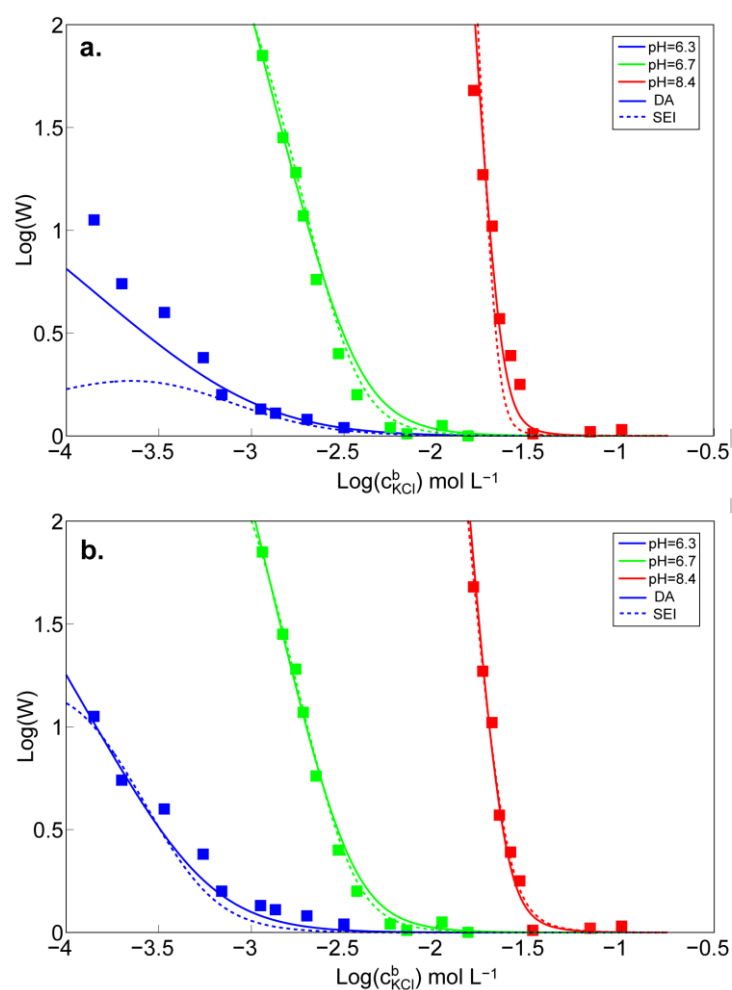 a.
2
1.5
1
0.5
0
Log(W)
pH=6.3
pH=6.7
pH=8.4
DA
SEI
−4 −3.5 −3 −2.5 −2 −1.5 −1 −0.5
Log(c^b_KCl) mol L⁻¹
b.
2
1.5
1
0.5
0
Log(W)
pH=6.3
pH=6.7
pH=8.4
DA
SEI
−4 −3.5 −3 −2.5 −2 −1.5 −1 −0.5
Log(c^b_KCl) mol L⁻¹